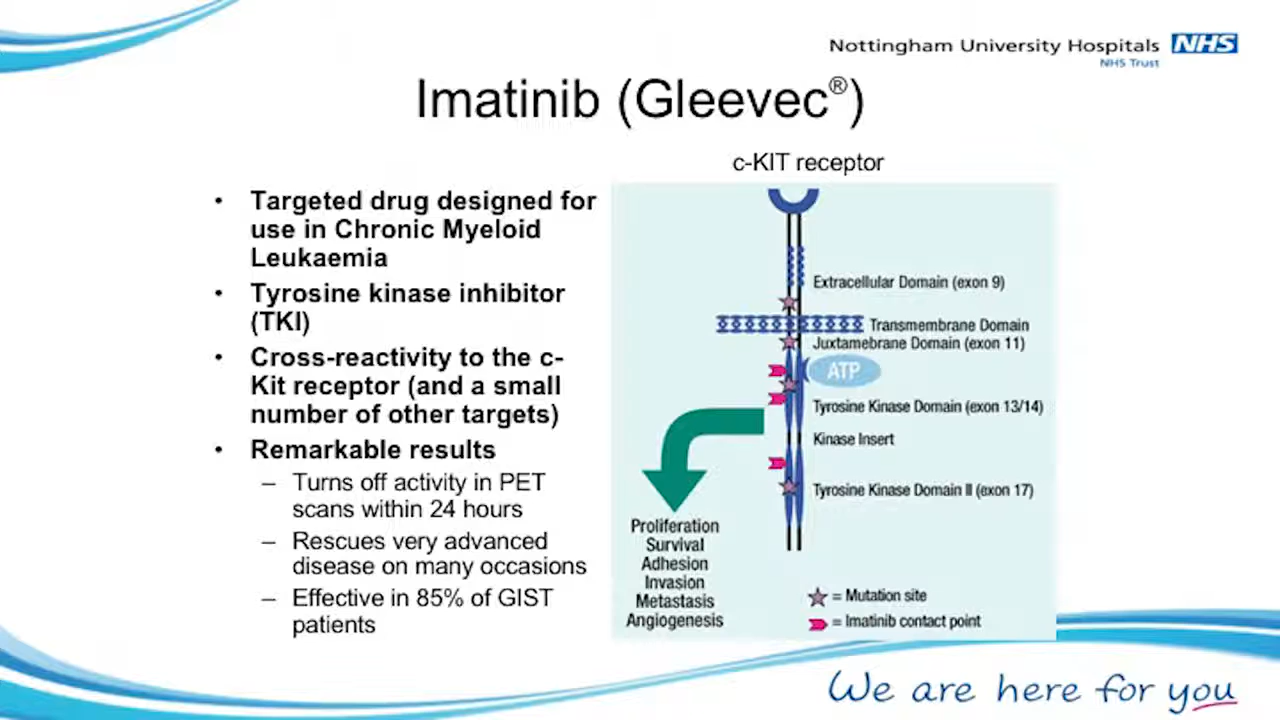 Nottingham University Hospitals NHS
NHS Trust
Imatinib (Gleevec®)
• Targeted drug designed for
use in Chronic Myeloid
Leukaemia
• Tyrosine kinase inhibitor
(TKI)
• Cross-reactivity to the c-
Kit receptor (and a small
number of other targets)
• Remarkable results
– Turns off activity in PET
scans within 24 hours
– Rescues very advanced
disease on many occasions
– Effective in 85% of GIST
patients
c-KIT receptor
Extracellular Domain (exon 9)
Transmembrane Domain
Juxtamebrane Domain (exon 11)
ATP
Tyrosine Kinase Domain (exon 13/14)
Kinase Insert
Tyrosine Kinase Domain II (exon 17)
Proliferation
Survival
Adhesion
Invasion
Metastasis
Angiogenesis
= Mutation site
= Imatinib contact point
We are here for you